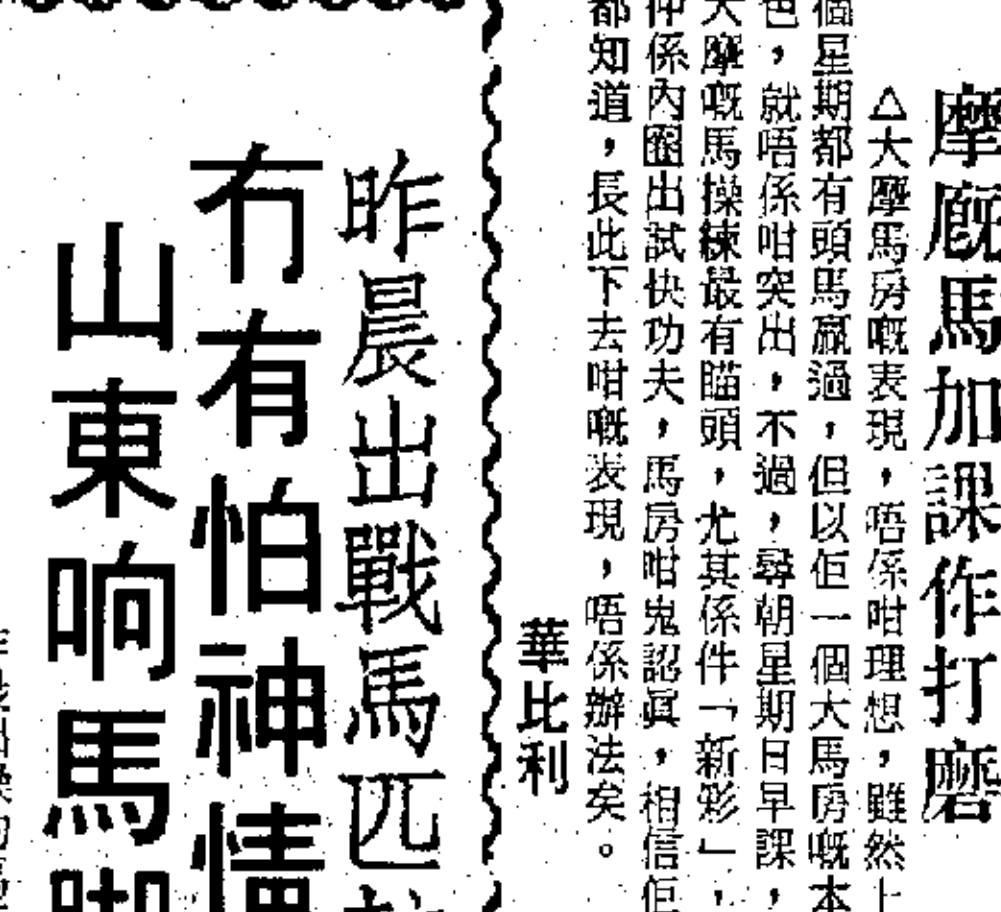 摩廐馬加課作打磨
△大摩馬房嘅表現，唔係咁理想，雖然上
個星期都有頭馬贏過，但以佢一個大馬房嘅本
色，就唔係咁突出，不過，尋朝星期日早課，
大摩嘅馬操練最有瞄頭，尤其係件「新彩」，
仲係內圈出試快功夫，馬房咁鬼認眞，相信佢
都知道，長此下去咁嘅表現，唔係辦法矣。
華比利
昨晨出戰馬匹
冇有怕神情
山東响馬脚